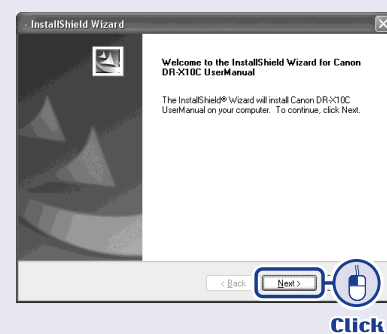 - InstallShield Wizard
Welcome to the InstallShield Wizard for Canon
DR-X10C UserManual
The InstallShield® Wizard will install Canon DR-X10C
UserManual on your computer. To continue, click Next.
< Back
Next >
Click